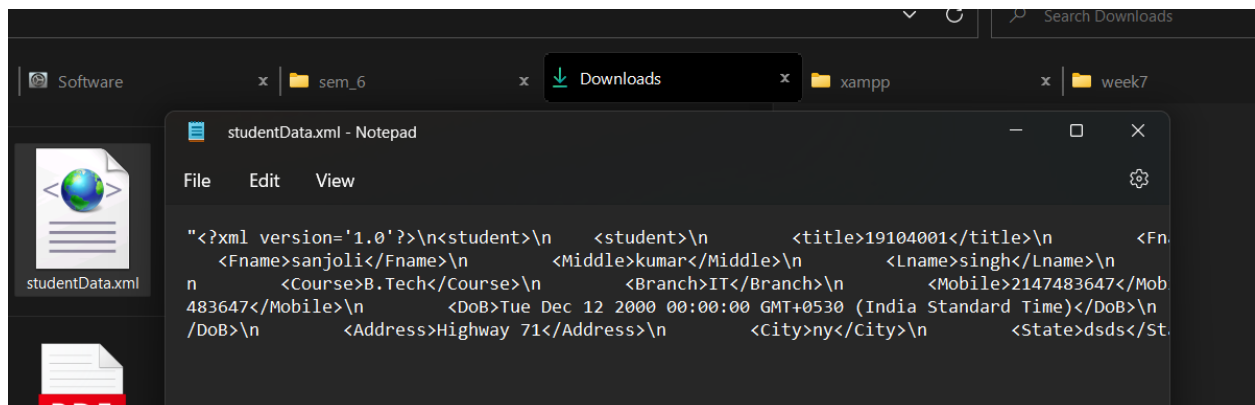 Search Downloads
Software x sem_6 x Downloads x xampp x week7
studentData.xml - Notepad
File Edit View
"<?xml version='1.0'?>\n<student>\n    <student>\n        <title>19104001</title>\n        <Fn
<Fname>sanjoli</Fname>\n        <Middle>kumar</Middle>\n        <Lname>singh</Lname>\n
n        <Course>B.Tech</Course>\n        <Branch>IT</Branch>\n        <Mobile>2147483647</Mob
483647</Mobile>\n        <DoB>Tue Dec 12 2000 00:00:00 GMT+0530 (India Standard Time)</DoB>\n
/DoB>\n        <Address>Highway 71</Address>\n        <City>ny</City>\n        <State>dsds</St
studentData.xml